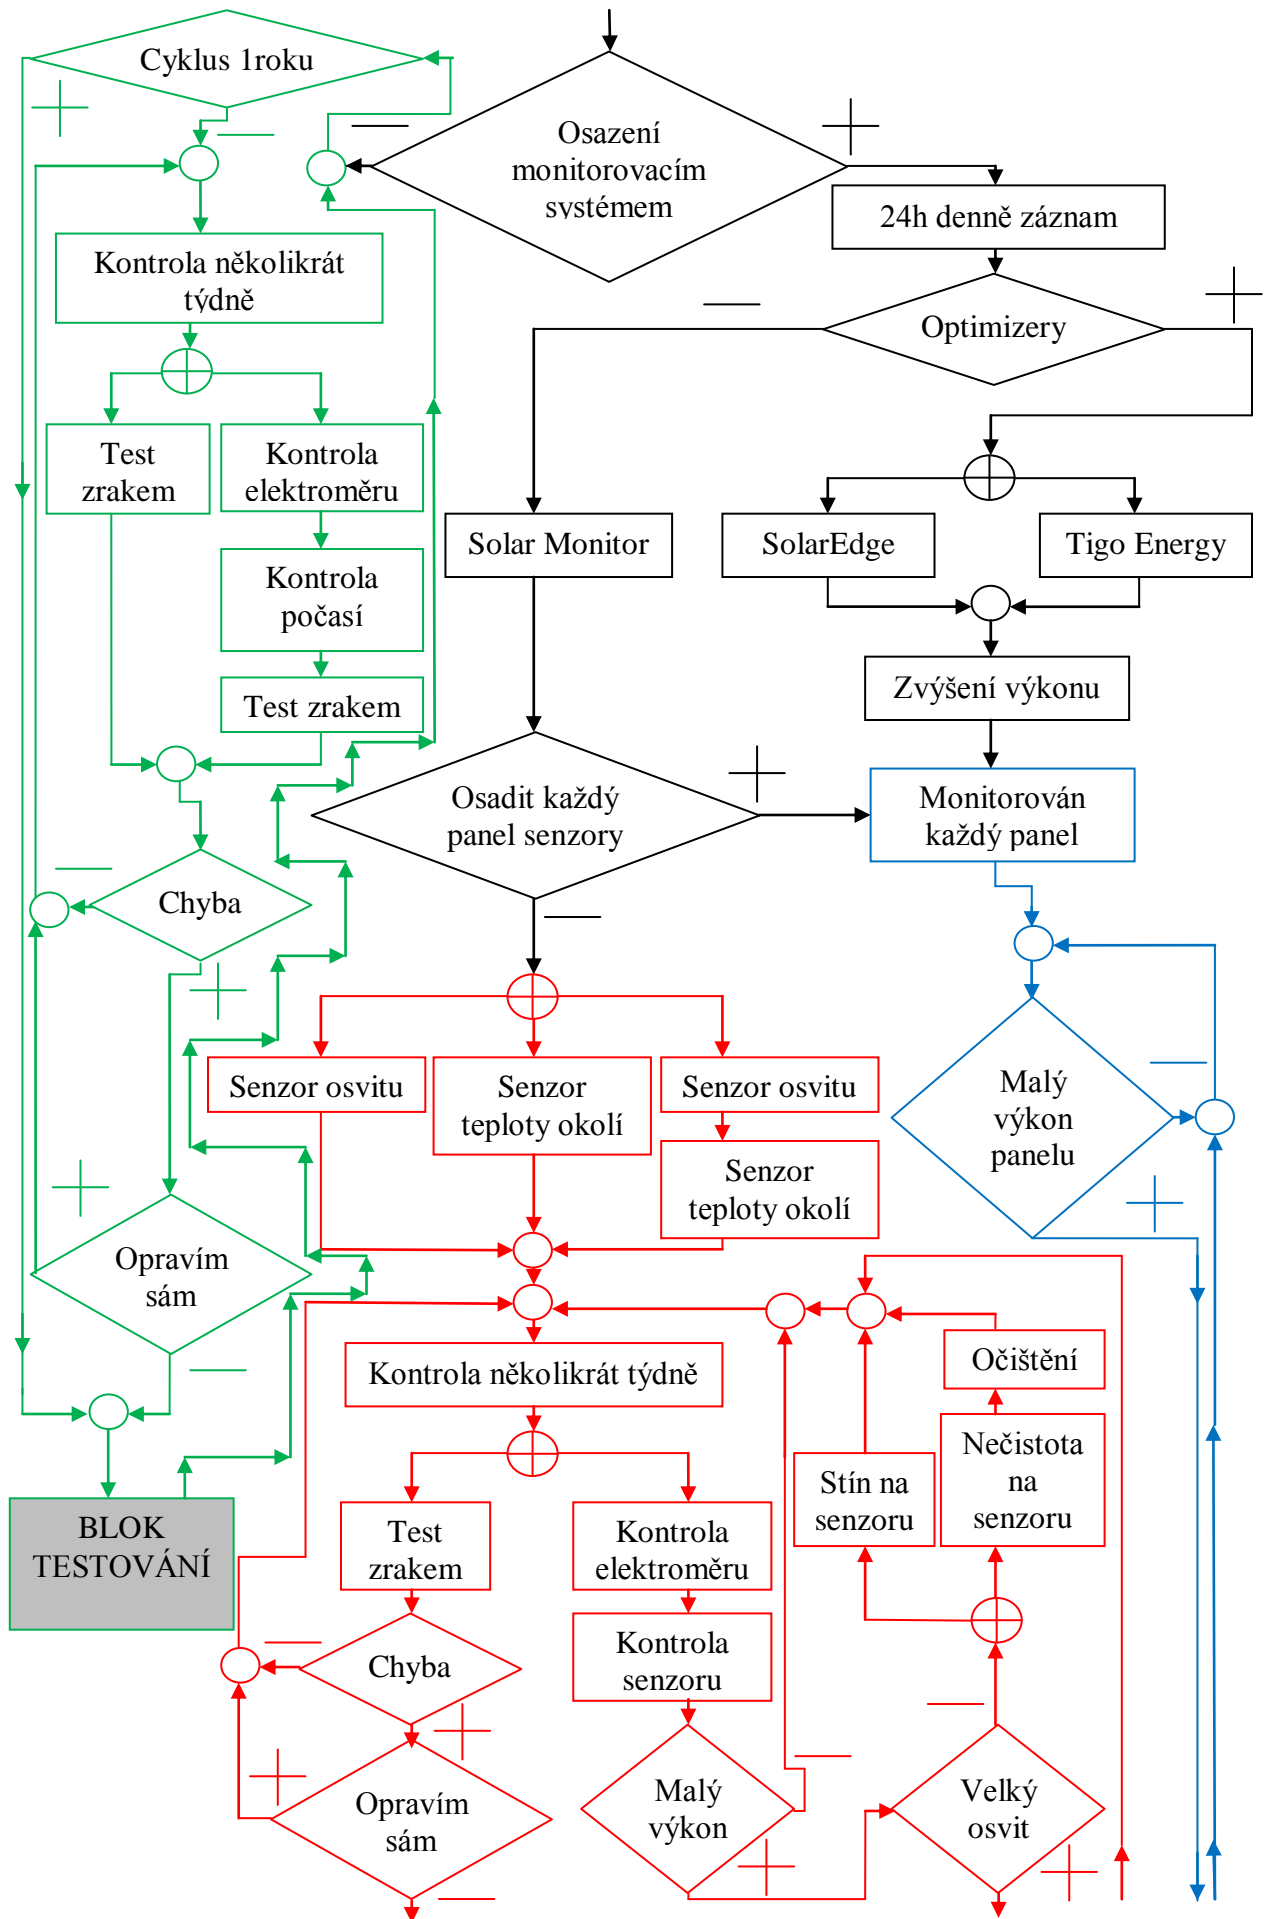 Cyklus 1roku
Osazení
monitorovacím
systémem
24h denně záznam
Kontrola několikrát
týdně
Optimizery
Test
zrakem
Kontrola
elektroměru
Solar Monitor
SolarEdge
Tigo Energy
Kontrola
počasí
Zvýšení výkonu
Test zrakem
Osadit každý
panel senzory
Monitorován
každý panel
Chyba
Senzor osvitu
Senzor
teploty okolí
Senzor osvitu
Malý
výkon
panelu
Senzor
teploty okolí
Opravím
sám
Kontrola několikrát týdně
Očištění
Stín na
senzoru
Nečistota
na
senzoru
BLOK
TESTOVÁNÍ
Test
zrakem
Kontrola
elektroměru
Kontrola
senzoru
Chyba
Opravím
sám
Malý
výkon
Velký
osvit